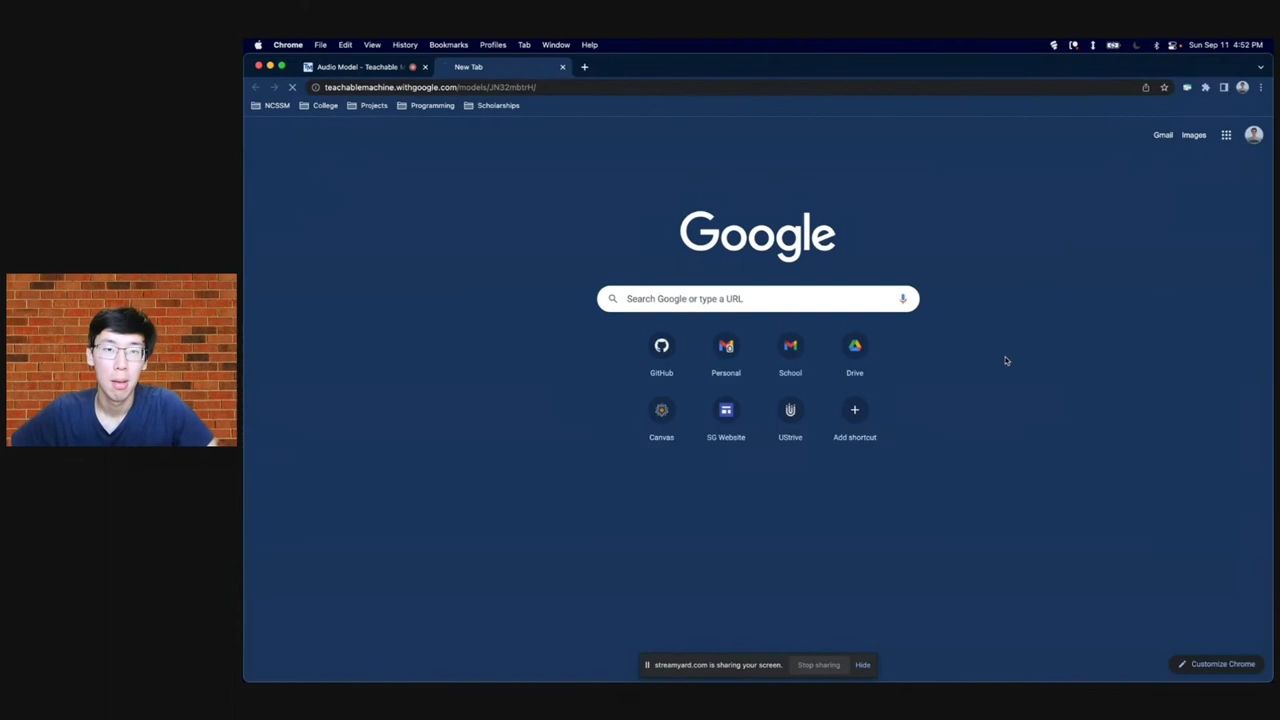 Chrome File Edit View History Bookmarks Profiles Tab Window Help Sun Sep 11 4:52 PM
Audio Model - Teachable New Tab
teachablemachine.withgoogle.com/models/JN32mbtrH/
NCSSM College Projects Programming Scholarships
Gmail Images
Google
Search Google or type a URL
GitHub Personal School Drive
Canvas SG Website UStrive Add shortcut
streamyard.com is sharing your screen. Stop sharing Hide
Customize Chrome